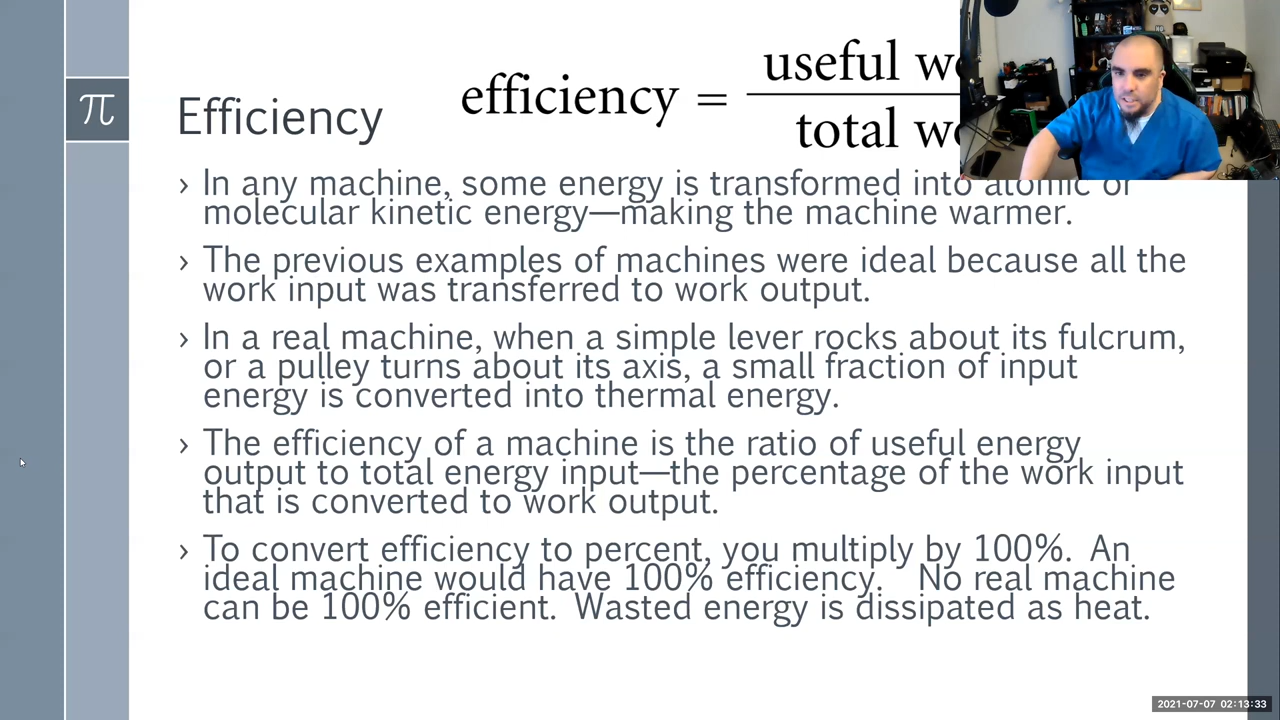 π
Efficiency
efficiency =
useful
total
› In any machine, some energy is transformed into atomic or
molecular kinetic energy—making the machine warmer.
› The previous examples of machines were ideal because all the
work input was transferred to work output.
› In a real machine, when a simple lever rocks about its fulcrum,
or a pulley turns about its axis, a small fraction of input
energy is converted into thermal energy.
› The efficiency of a machine is the ratio of useful energy
output to total energy input—the percentage of the work input
that is converted to work output.
› To convert efficiency to percent, you multiply by 100%. An
ideal machine would have 100% efficiency. No real machine
can be 100% efficient. Wasted energy is dissipated as heat.
2021-07-07 02:13:33